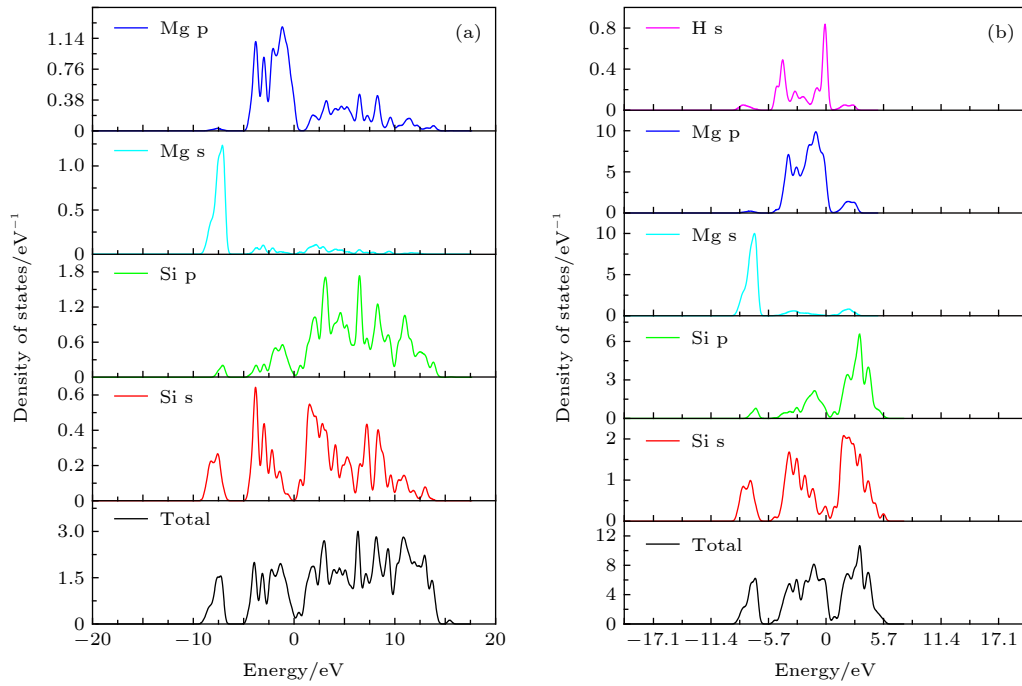 (a)
Mg p
1.14
0.76
0.38
0
Mg s
1.0
0.5
0
Si p
1.8
1.2
0.6
0
Si s
0.6
0.4
0.2
0
Total
3.0
1.5
0
−20
−10
0
10
20
Energy/eV
Density of states/eV⁻¹
(b)
H s
0.8
0.4
0
Mg p
10
5
0
Mg s
10
5
0
Si p
6
3
0
Si s
2
1
0
Total
12
8
4
0
−17.1
−11.4
−5.7
0
5.7
11.4
17.1
Energy/eV
Density of states/eV⁻¹